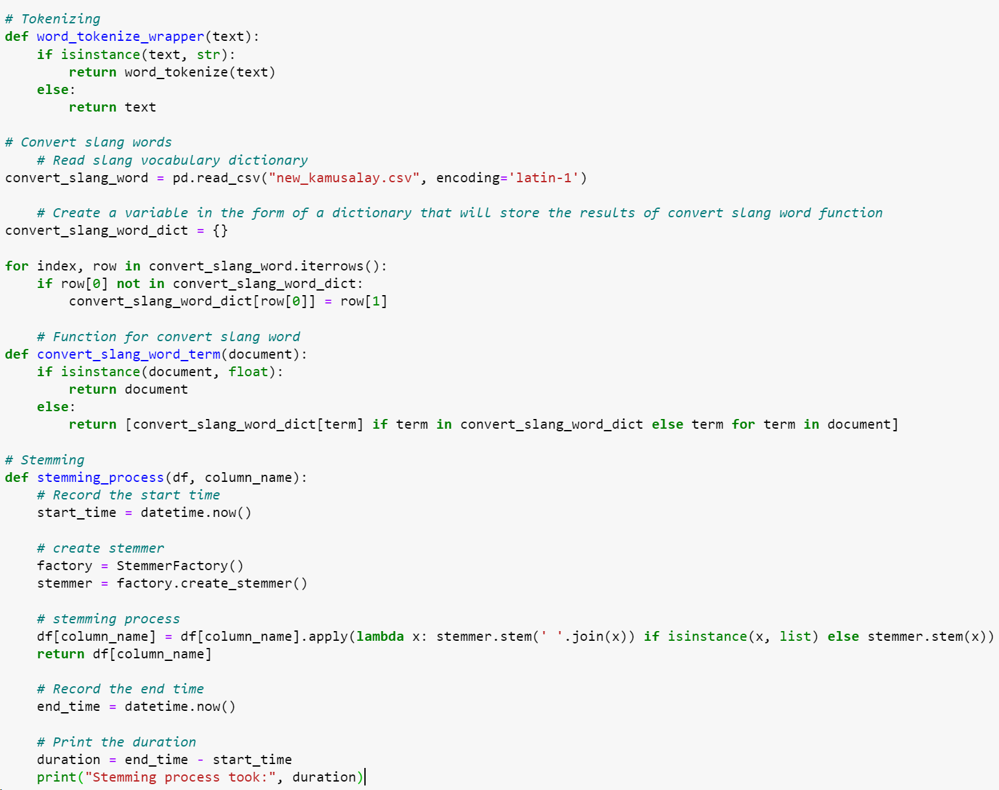 # Tokenizing
def word_tokenize_wrapper(text):
    if isinstance(text, str):
        return word_tokenize(text)
    else:
        return text

# Convert slang words
    # Read slang vocabulary dictionary
convert_slang_word = pd.read_csv("new_kamusalay.csv", encoding='latin-1')

    # Create a variable in the form of a dictionary that will store the results of convert slang word function
convert_slang_word_dict = {}

for index, row in convert_slang_word.iterrows():
    if row[0] not in convert_slang_word_dict:
        convert_slang_word_dict[row[0]] = row[1]

    # Function for convert slang word
def convert_slang_word_term(document):
    if isinstance(document, float):
        return document
    else:
        return [convert_slang_word_dict[term] if term in convert_slang_word_dict else term for term in document]

# Stemming
def stemming_process(df, column_name):
    # Record the start time
    start_time = datetime.now()

    # create stemmer
    factory = StemmerFactory()
    stemmer = factory.create_stemmer()

    # stemming process
    df[column_name] = df[column_name].apply(lambda x: stemmer.stem(' '.join(x)) if isinstance(x, list) else stemmer.stem(x))
    return df[column_name]

    # Record the end time
    end_time = datetime.now()

    # Print the duration
    duration = end_time - start_time
    print("Stemming process took:", duration)